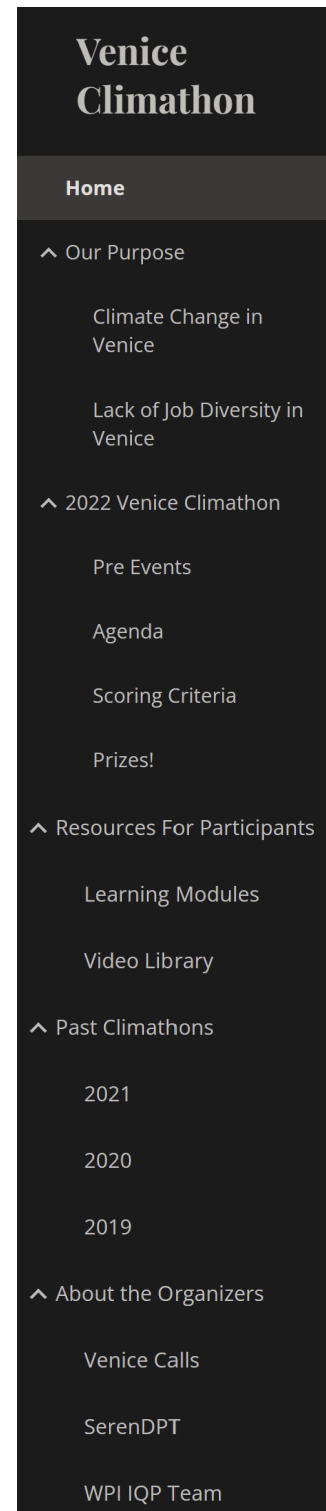 Venice
Climathon
Home
Our Purpose
Climate Change in
Venice
Lack of Job Diversity in
Venice
2022 Venice Climathon
Pre Events
Agenda
Scoring Criteria
Prizes!
Resources For Participants
Learning Modules
Video Library
Past Climathons
2021
2020
2019
About the Organizers
Venice Calls
SerenDPT
WPI IQP Team